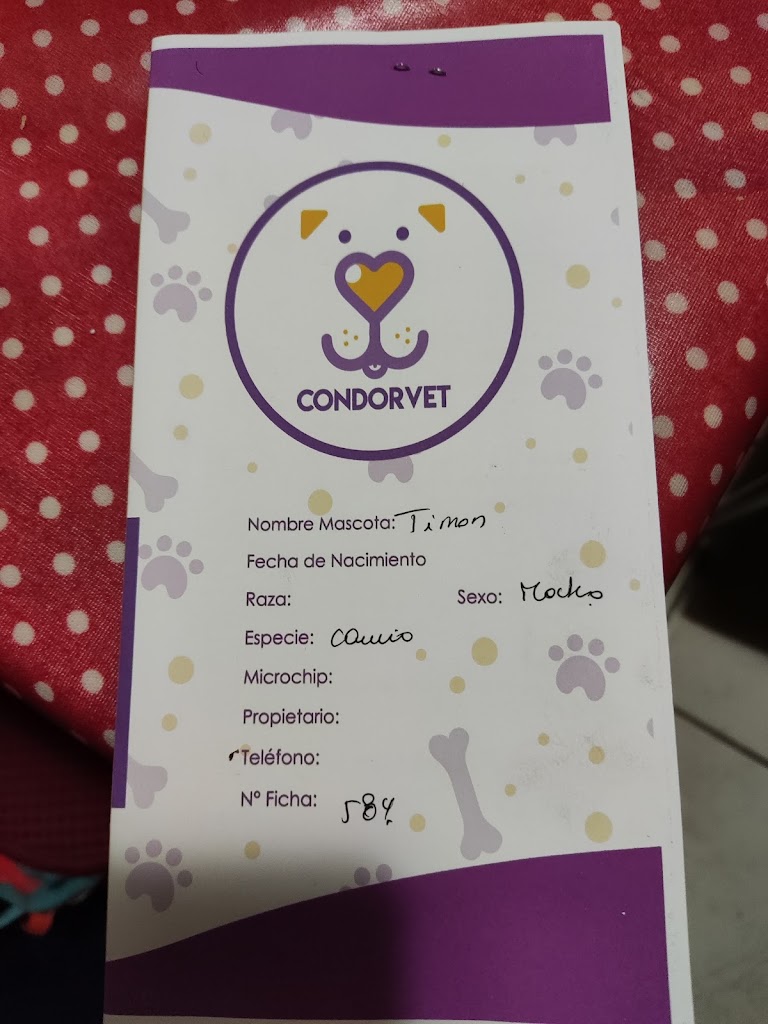 CONDORVET
Nombre Mascota: Timon
Fecha de Nacimiento
Raza:
Sexo: Macho
Especie: Canino
Microchip:
Propietario:
Teléfono:
Nº Ficha: 584